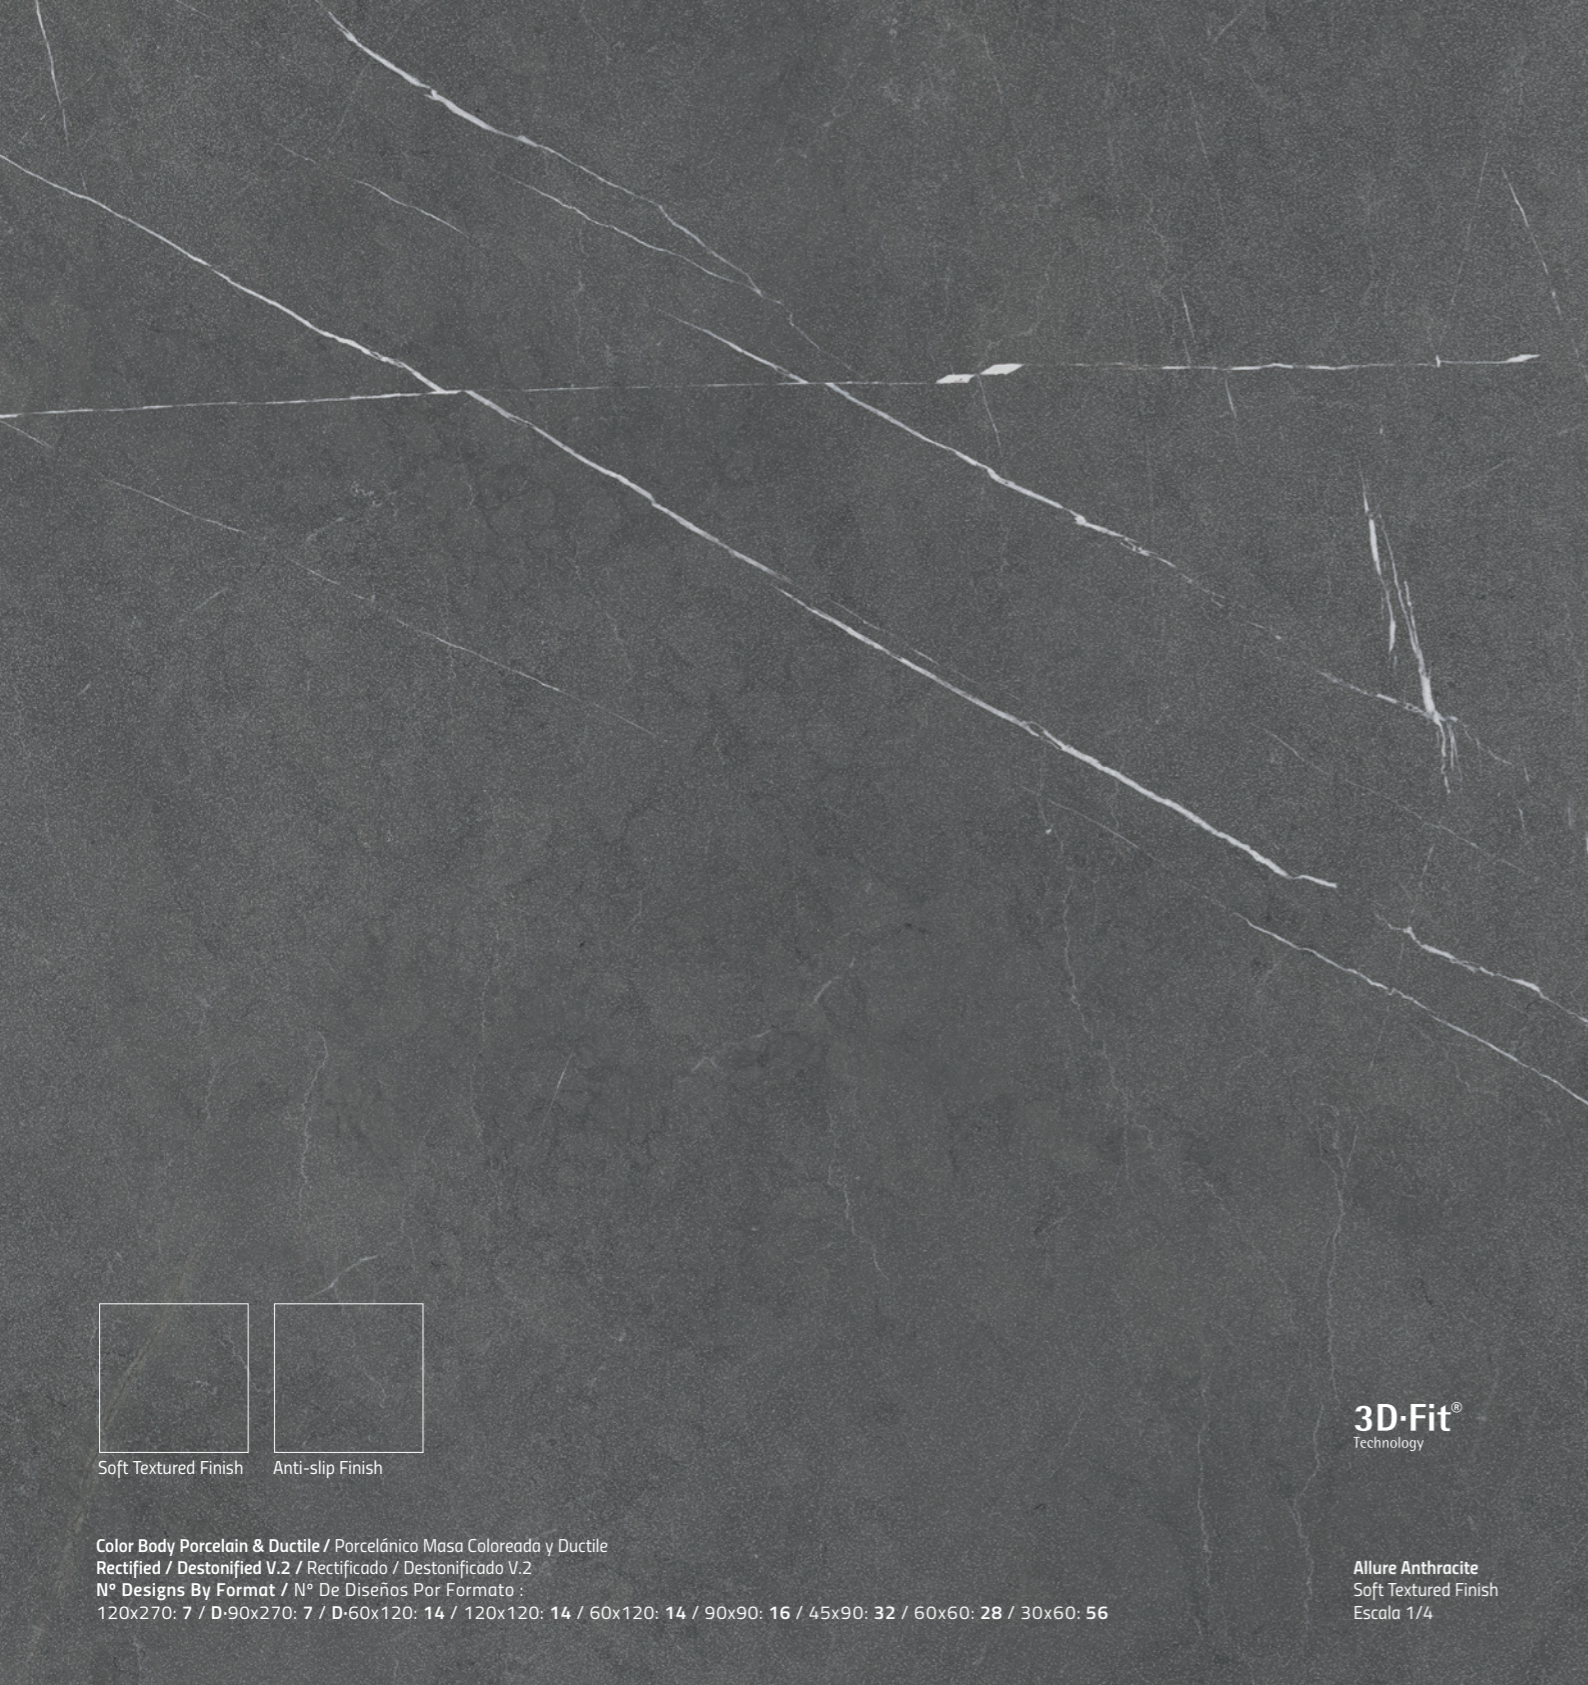 Soft Textured Finish
Anti-slip Finish
3D·Fit®
Technology
Color Body Porcelain & Ductile / Porcelánico Masa Coloreada y Ductile
Rectified / Destonified V.2 / Rectificado / Destonificado V.2
Nº Designs By Format / Nº De Diseños Por Formato :
120x270: 7 / D·90x270: 7 / D·60x120: 14 / 120x120: 14 / 60x120: 14 / 90x90: 16 / 45x90: 32 / 60x60: 28 / 30x60: 56
Allure Anthracite
Soft Textured Finish
Escala 1/4